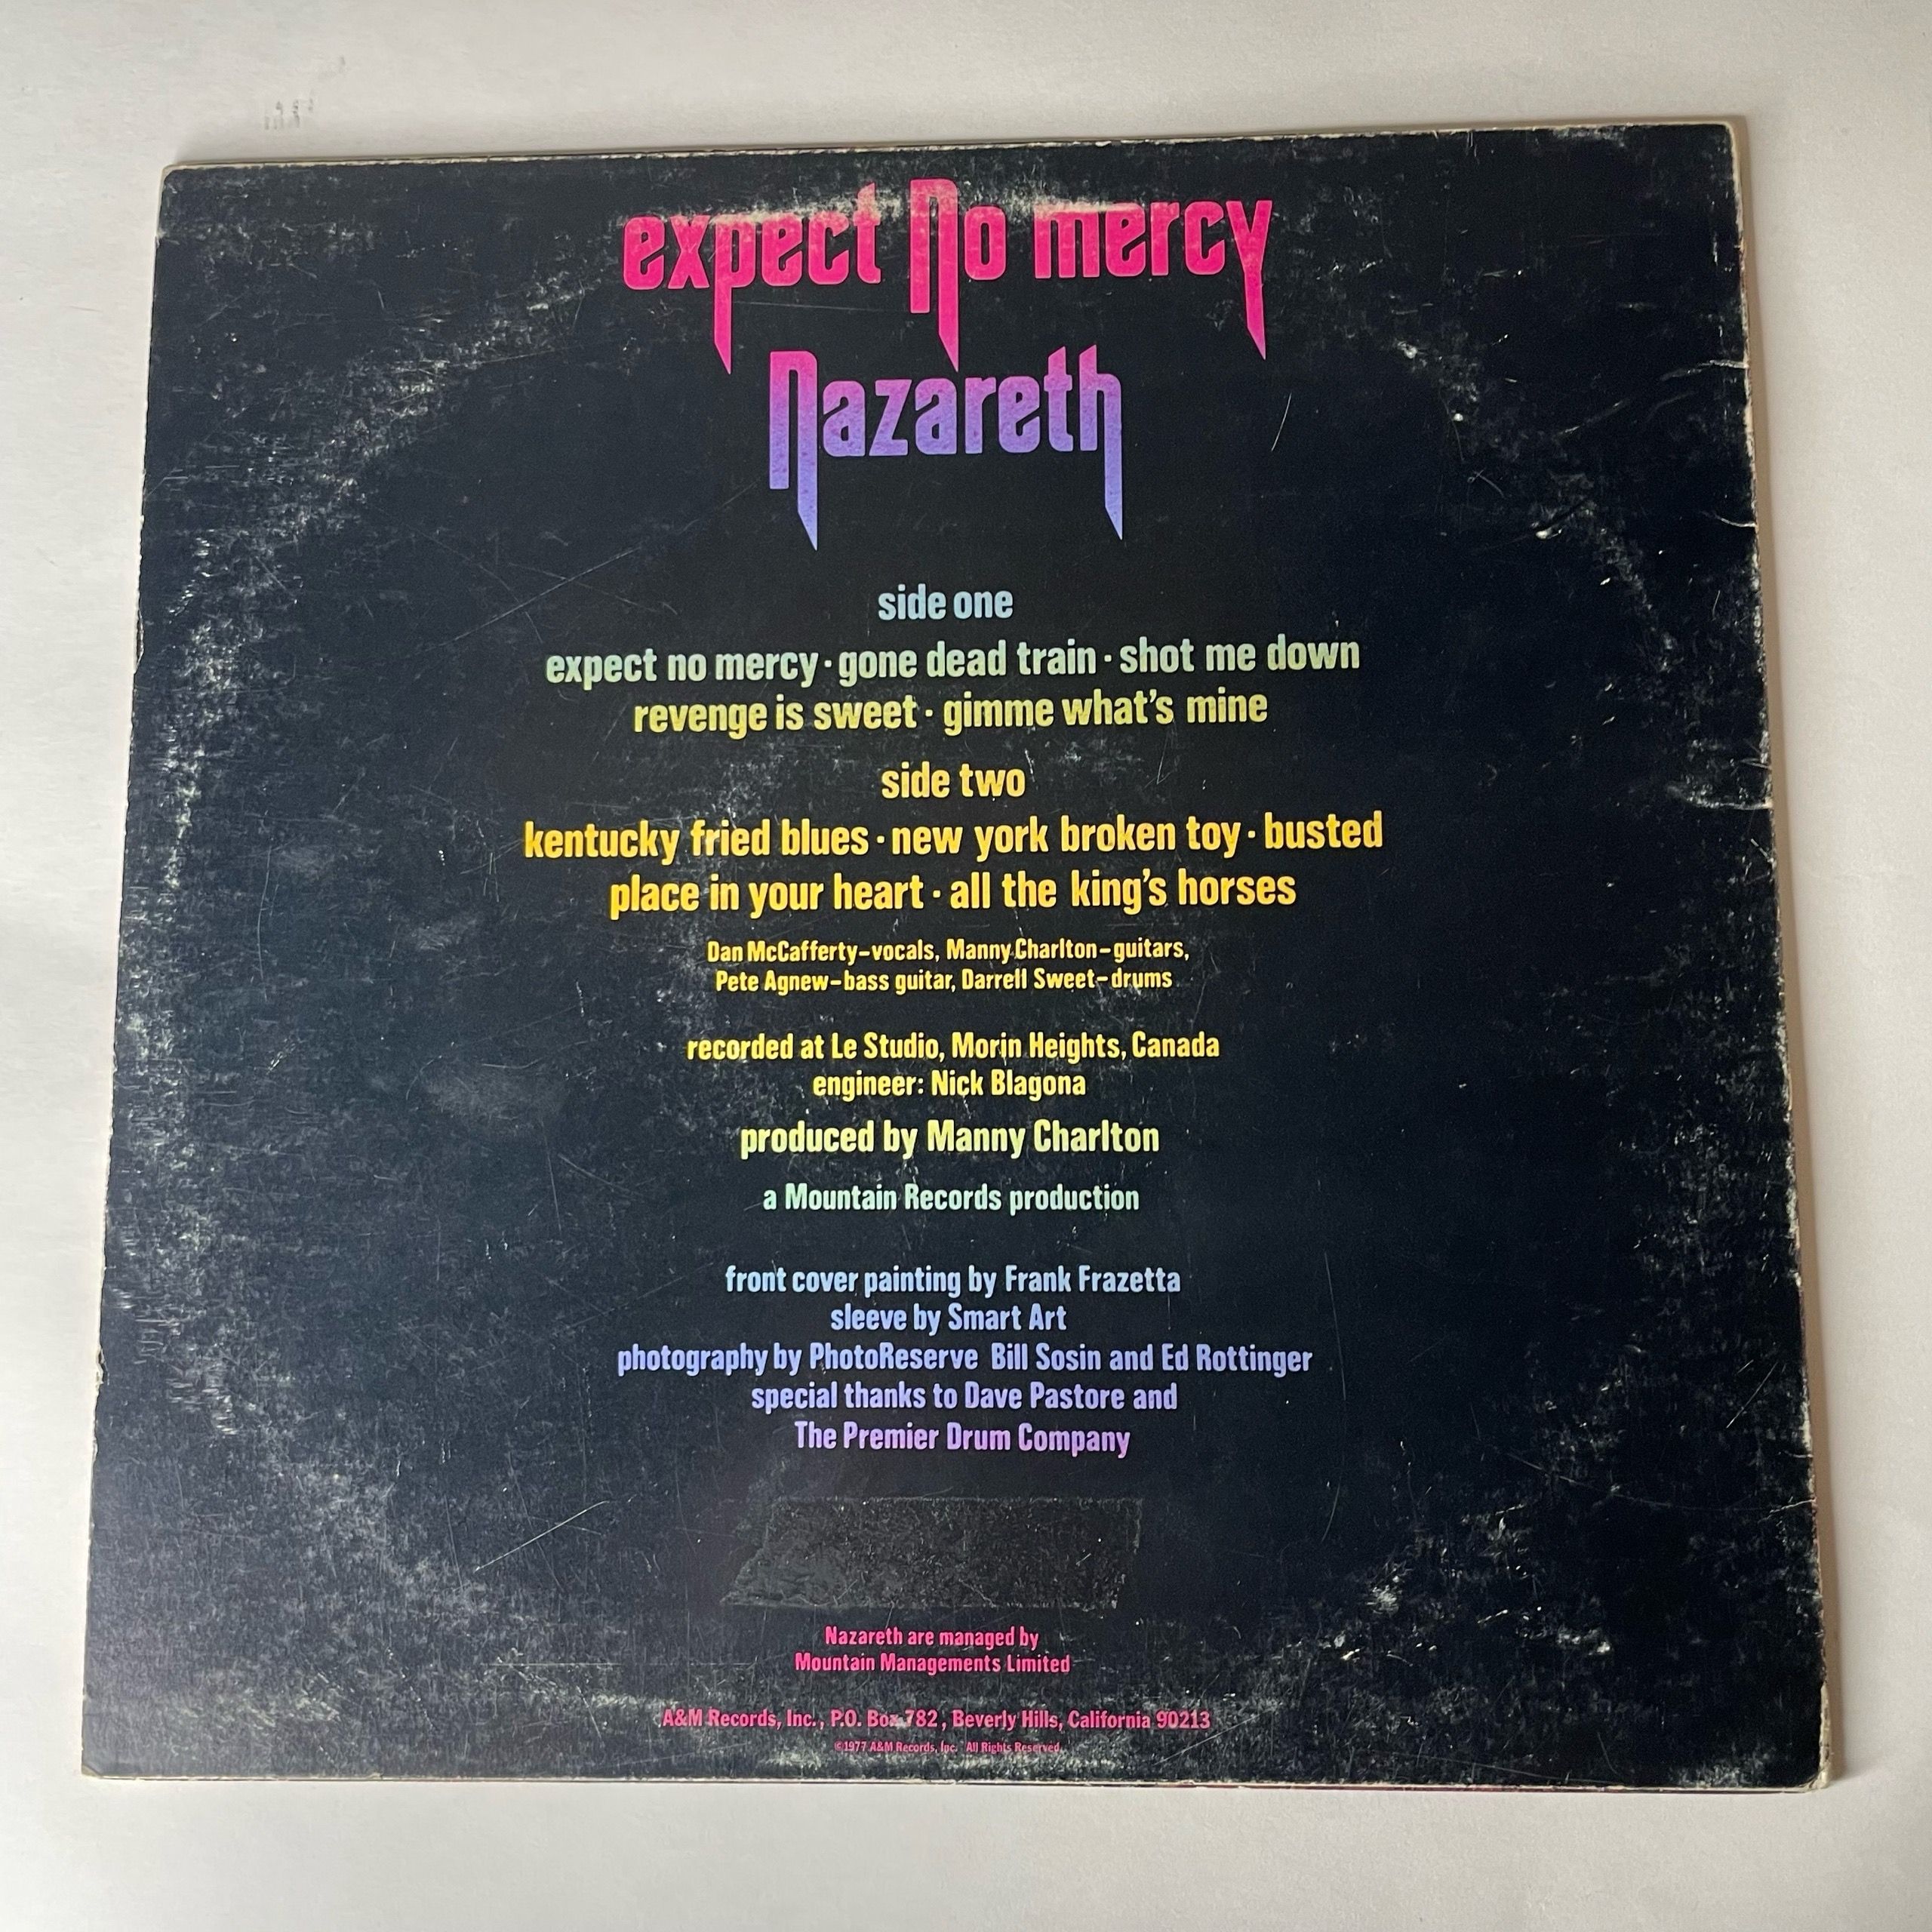 expect No mercy
Nazareth
side one
expect no mercy · gone dead train · shot me down
revenge is sweet · gimme what's mine
side two
kentucky fried blues · new york broken toy · busted
place in your heart · all the king's horses
Dan McCafferty–vocals, Manny Charlton–guitars,
Pete Agnew–bass guitar, Darrell Sweet–drums
recorded at Le Studio, Morin Heights, Canada
engineer: Nick Blagona
produced by Manny Charlton
a Mountain Records production
front cover painting by Frank Frazetta
sleeve by Smart Art
photography by PhotoReserve Bill Sosin and Ed Rottinger
special thanks to Dave Pastore and
The Premier Drum Company
Nazareth are managed by
Mountain Managements Limited
A&M Records, Inc., P.O. Box 782, Beverly Hills, California 90213
©1977 A&M Records, Inc. All Rights Reserved.